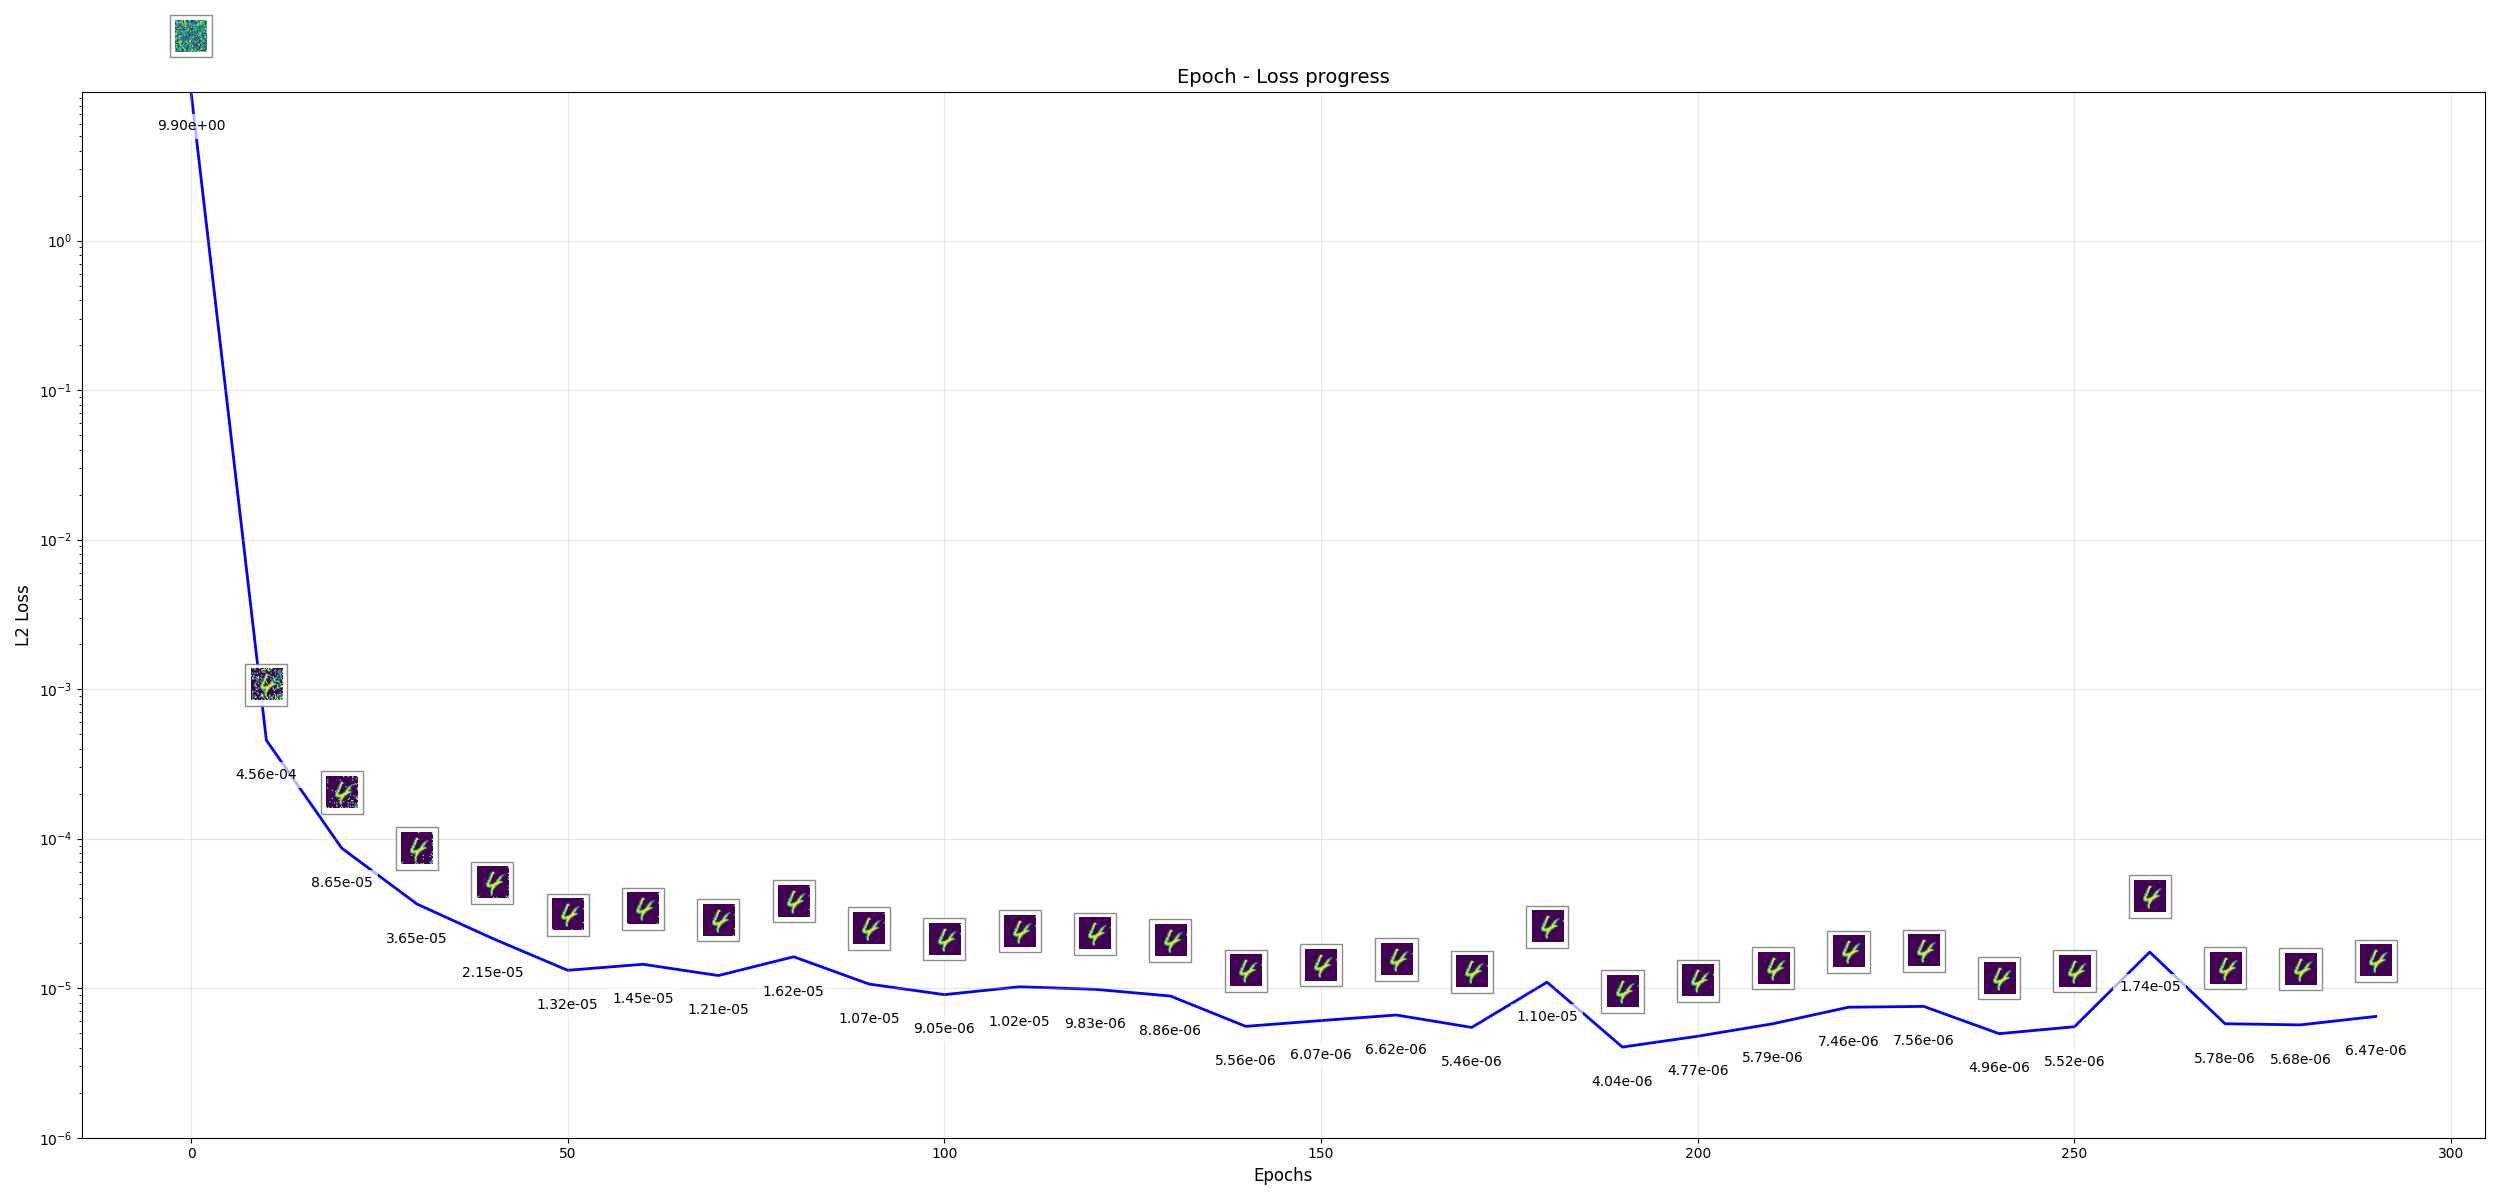 Epoch - Loss progress
9.90e+00
10⁰
10⁻¹
10⁻²
10⁻³
10⁻⁴
10⁻⁵
10⁻⁶
L2 Loss
4.56e-04
8.65e-05
3.65e-05
2.15e-05
1.32e-05
1.45e-05
1.21e-05
1.62e-05
1.07e-05
9.05e-06
1.02e-05
9.83e-06
8.86e-06
5.56e-06
6.07e-06
6.62e-06
5.46e-06
1.10e-05
4.04e-06
4.77e-06
5.79e-06
7.46e-06
7.56e-06
4.96e-06
5.52e-06
1.74e-05
5.78e-06
5.68e-06
6.47e-06
0 50 100 150 200 250 300
Epochs